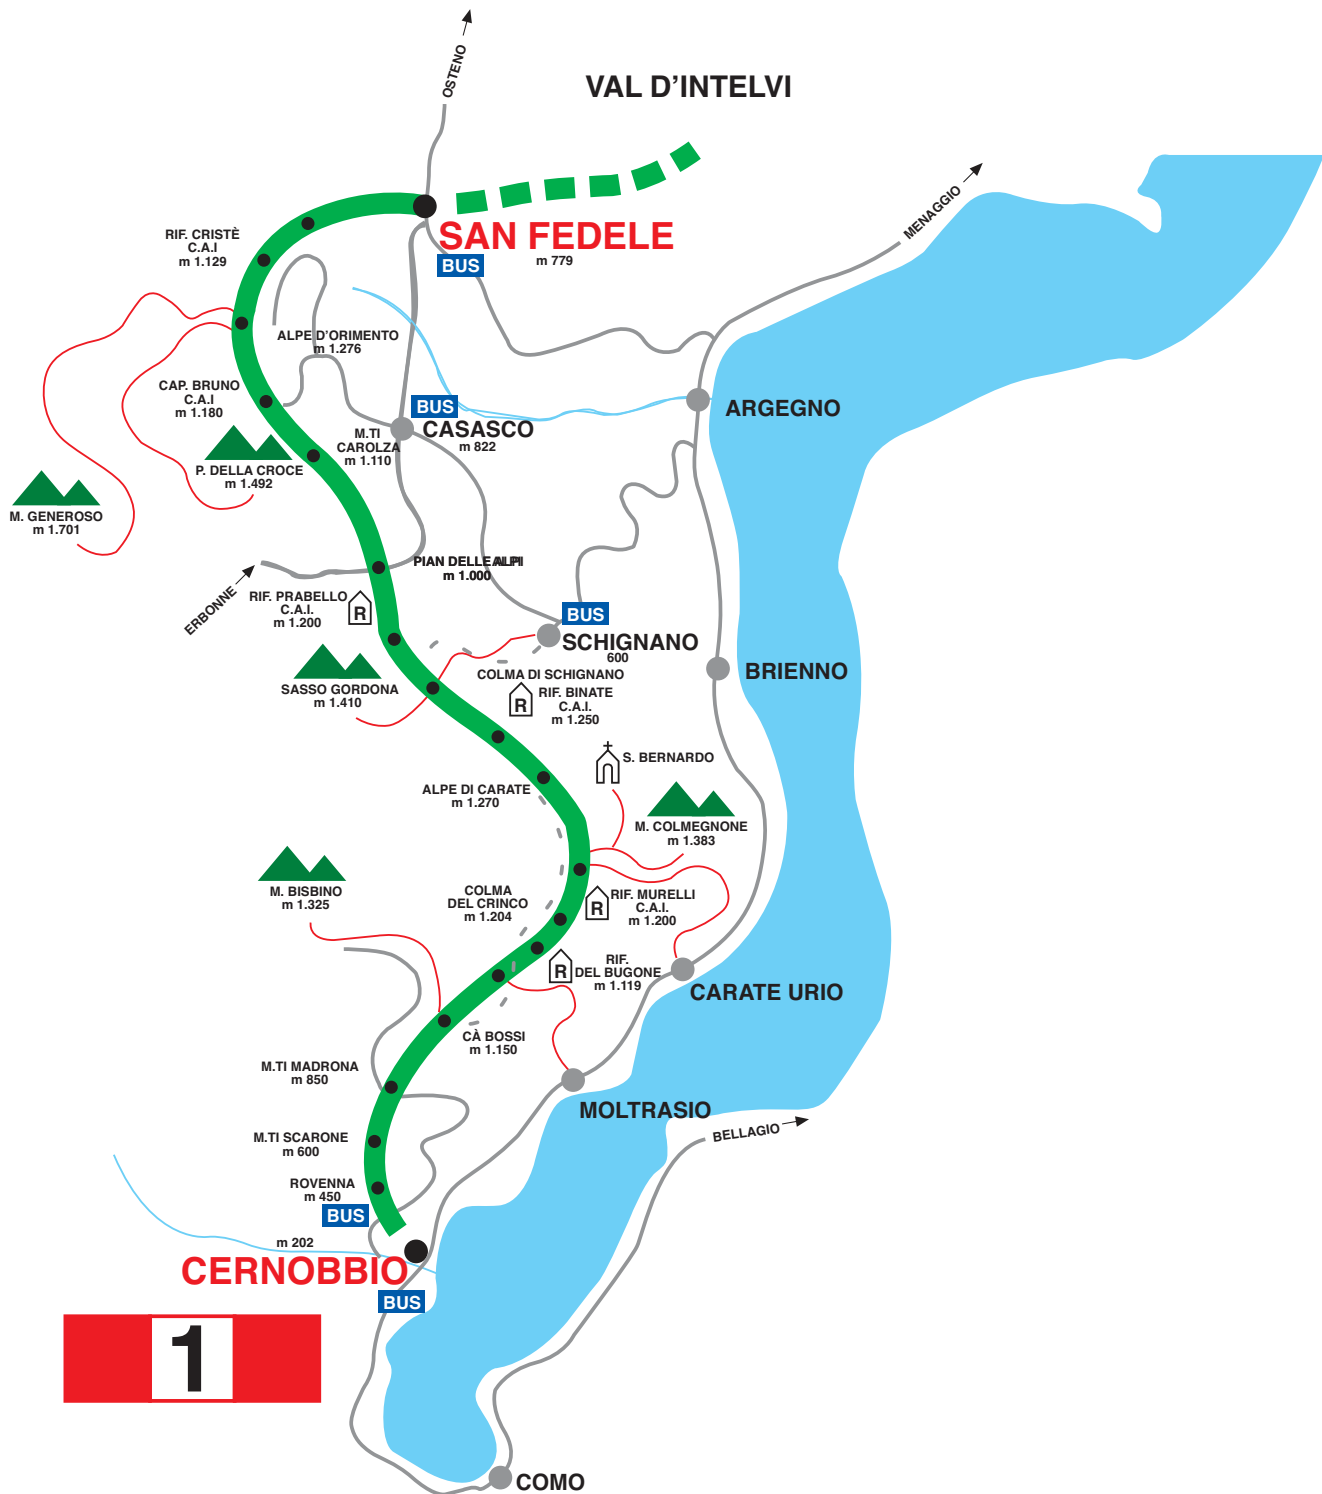 OSTENO
VAL D'INTELVI
MENAGGIO
SAN FEDELE
m 779
BUS
RIF. CRISTÈ
C.A.I
m 1.129
ALPE D'ORIMENTO
m 1.276
CAP. BRUNO
C.A.I
m 1.180
BUS
CASASCO
m 822
ARGEGNO
M.TI
CAROLZA
m 1.110
P. DELLA CROCE
m 1.492
M. GENEROSO
m 1.701
PIAN DELLE ALPI
m 1.000
ERBONNE
RIF. PRABELLO
C.A.I.
m 1.200
R
BUS
SCHIGNANO
600
BRIENNO
COLMA DI SCHIGNANO
SASSO GORDONA
m 1.410
R
RIF. BINATE
C.A.I.
m 1.250
S. BERNARDO
ALPE DI CARATE
m 1.270
M. COLMEGNONE
m 1.383
M. BISBINO
m 1.325
COLMA
DEL CRINCO
m 1.204
R
RIF. MURELLI
C.A.I.
m 1.200
R
RIF.
DEL BUGONE
m 1.119
CARATE URIO
CÀ BOSSI
m 1.150
M.TI MADRONA
m 850
MOLTRASIO
BELLAGIO
M.TI SCARONE
m 600
ROVENNA
m 450
BUS
m 202
CERNOBBIO
BUS
1
COMO